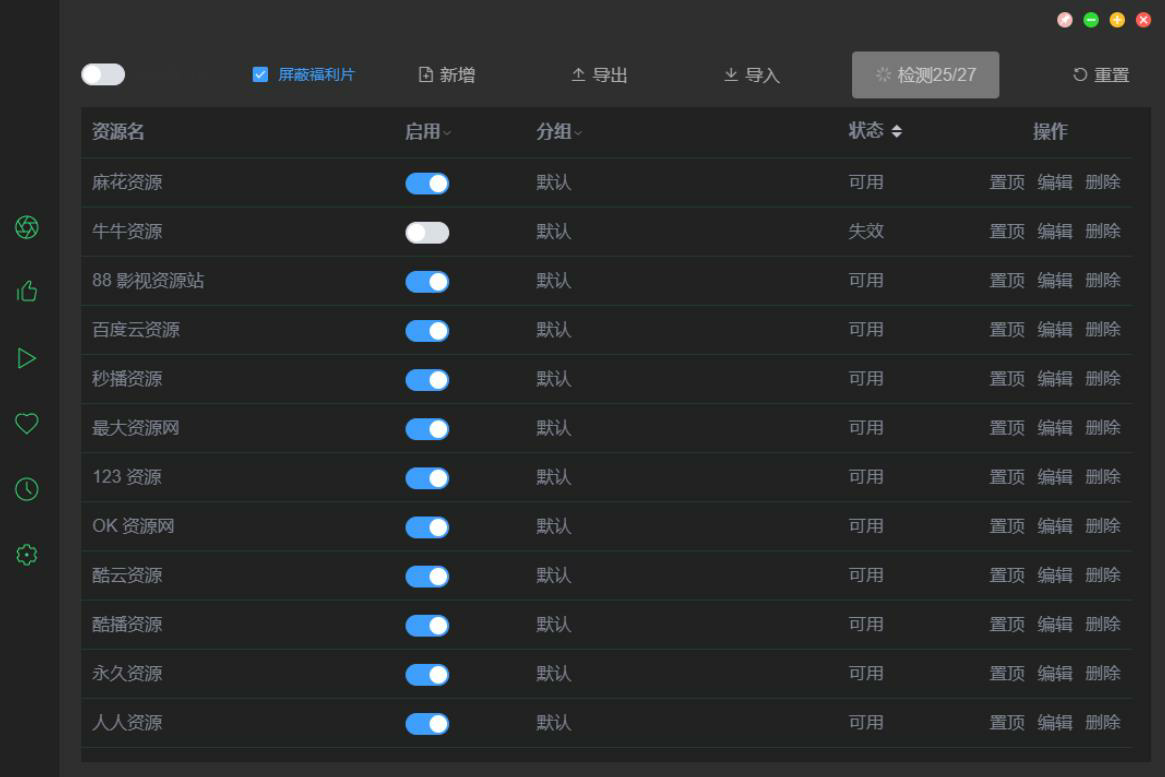 屏蔽福利片 新增 导出 导入 检测25/27 重置
资源名 启用 分组 状态 操作
麻花资源 默认 可用 置顶 编辑 删除
牛牛资源 默认 失效 置顶 编辑 删除
88 影视资源站 默认 可用 置顶 编辑 删除
百度云资源 默认 可用 置顶 编辑 删除
秒播资源 默认 可用 置顶 编辑 删除
最大资源网 默认 可用 置顶 编辑 删除
123 资源 默认 可用 置顶 编辑 删除
OK 资源网 默认 可用 置顶 编辑 删除
酷云资源 默认 可用 置顶 编辑 删除
酷播资源 默认 可用 置顶 编辑 删除
永久资源 默认 可用 置顶 编辑 删除
人人资源 默认 可用 置顶 编辑 删除